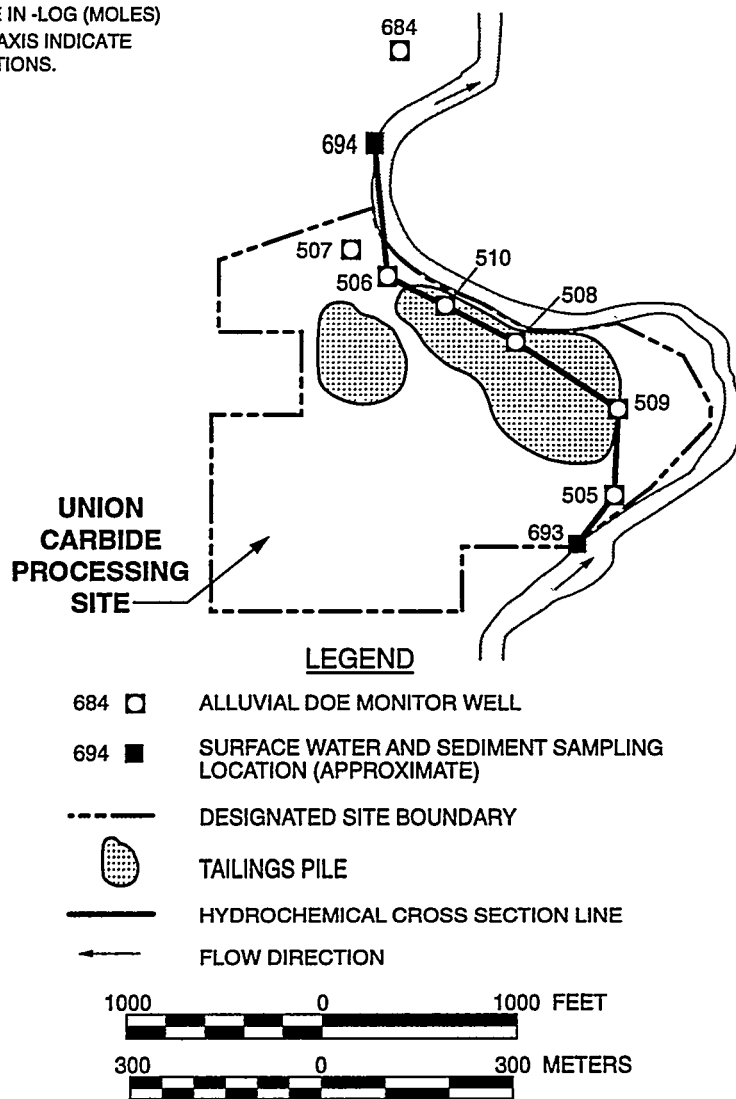 E IN -LOG (MOLES)
AXIS INDICATE
TIONS.
684
694
507
506
510
508
509
505
693
UNION
CARBIDE
PROCESSING
SITE
LEGEND
684 ALLUVIAL DOE MONITOR WELL
694 SURFACE WATER AND SEDIMENT SAMPLING
LOCATION (APPROXIMATE)
DESIGNATED SITE BOUNDARY
TAILINGS PILE
HYDROCHEMICAL CROSS SECTION LINE
FLOW DIRECTION
1000 0 1000 FEET
300 0 300 METERS